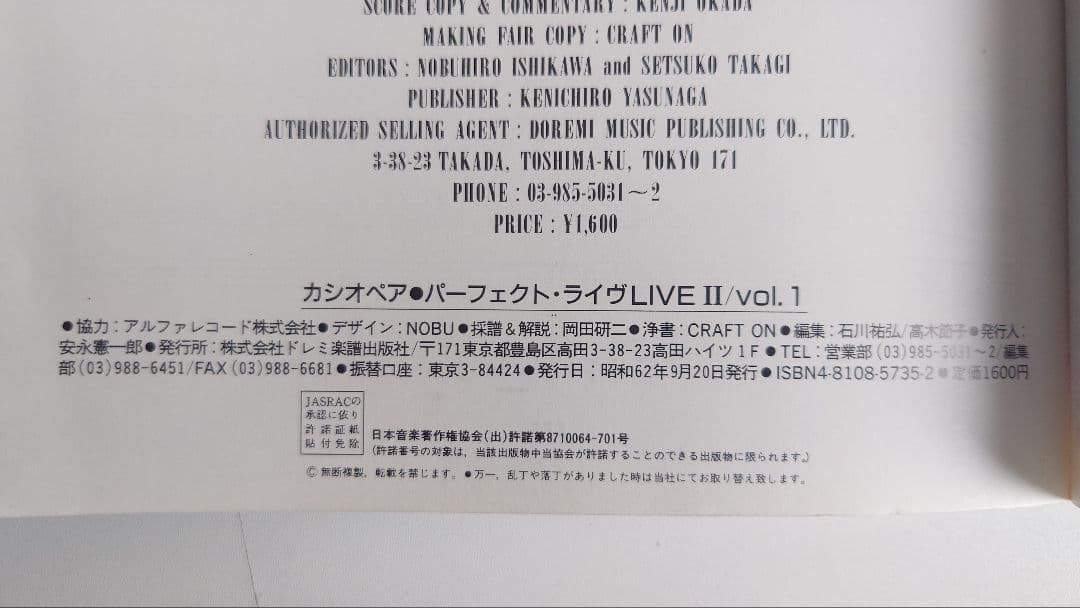 SCORE COPY & COMMENTARY : KENJI OKADA
MAKING FAIR COPY : CRAFT ON
EDITORS : NOBUHIRO ISHIKAWA and SETSUKO TAKAGI
PUBLISHER : KENICHIRO YASUNAGA
AUTHORIZED SELLING AGENT : DOREMI MUSIC PUBLISHING CO., LTD.
3-38-23 TAKADA, TOSHIMA-KU, TOKYO 171
PHONE : 03-985-5031～2
PRICE : ¥1,600
カシオペア●パーフェクト・ライヴLIVE II/vol.1
●協力：アルファレコード株式会社●デザイン：NOBU●採譜＆解説：岡田研二●浄書：CRAFT ON●編集：石川祐弘/高木節子●発行人：
安永憲一郎●発行所：株式会社ドレミ楽譜出版社/〒171東京都豊島区高田3-38-23高田ハイツ1F●TEL：営業部(03)985-5031～2/編集
部(03)988-6451/FAX(03)988-6681●振替口座：東京3-84424●発行日：昭和62年9月20日発行●ISBN4-8108-5735-2●定価1600円
JASRACの
承認に依り
許諾証紙
貼付免除
日本音楽著作権協会(出)許諾第8710064-701号
(許諾番号の対象は、当該出版物中当協会が許諾することのできる出版物に限られます。)
Ⓒ無断複製、転載を禁じます。●万一、乱丁や落丁がありました時は当社にてお取り替え致します。